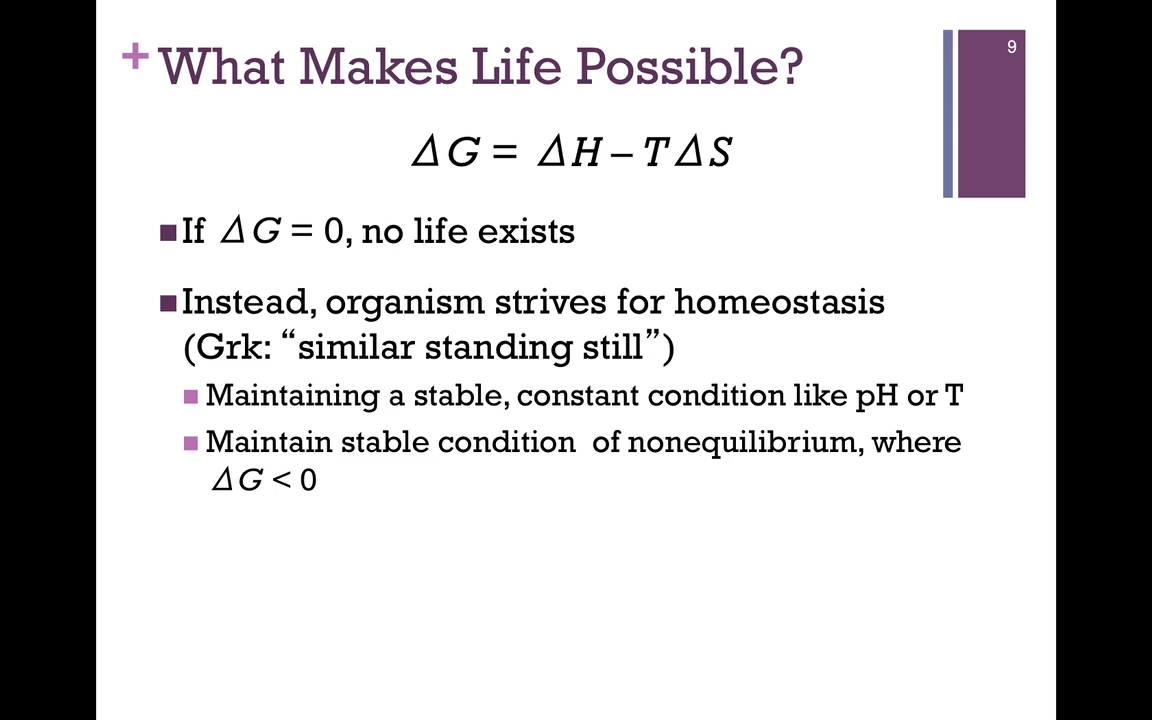 + What Makes Life Possible?
9
ΔG = ΔH – TΔS
■ If ΔG = 0, no life exists
■ Instead, organism strives for homeostasis
(Grk: “similar standing still”)
■ Maintaining a stable, constant condition like pH or T
■ Maintain stable condition of nonequilibrium, where
ΔG < 0